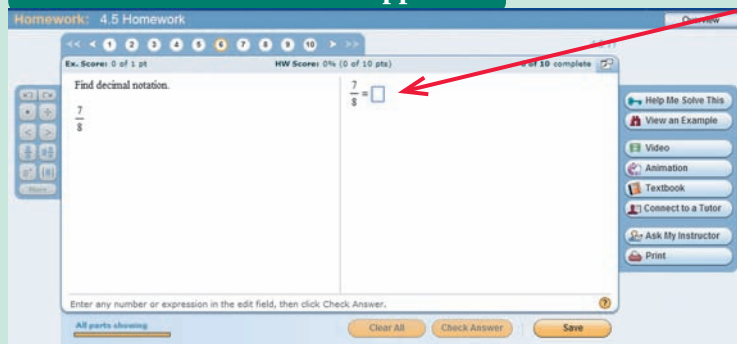 Homework: 4.5 Homework
Overview
<< < 1 2 3 4 5 6 7 8 9 10 > >>
Ex. Score: 0 of 1 pt
HW Score: 0% (0 of 10 pts)
of 10 complete
Find decimal notation.
7
8
7
8
=
Help Me Solve This
View an Example
Video
Animation
Textbook
Connect to a Tutor
Ask My Instructor
Print
More
Enter any number or expression in the edit field, then click Check Answer.
?
All parts showing
Clear All
Check Answer
Save